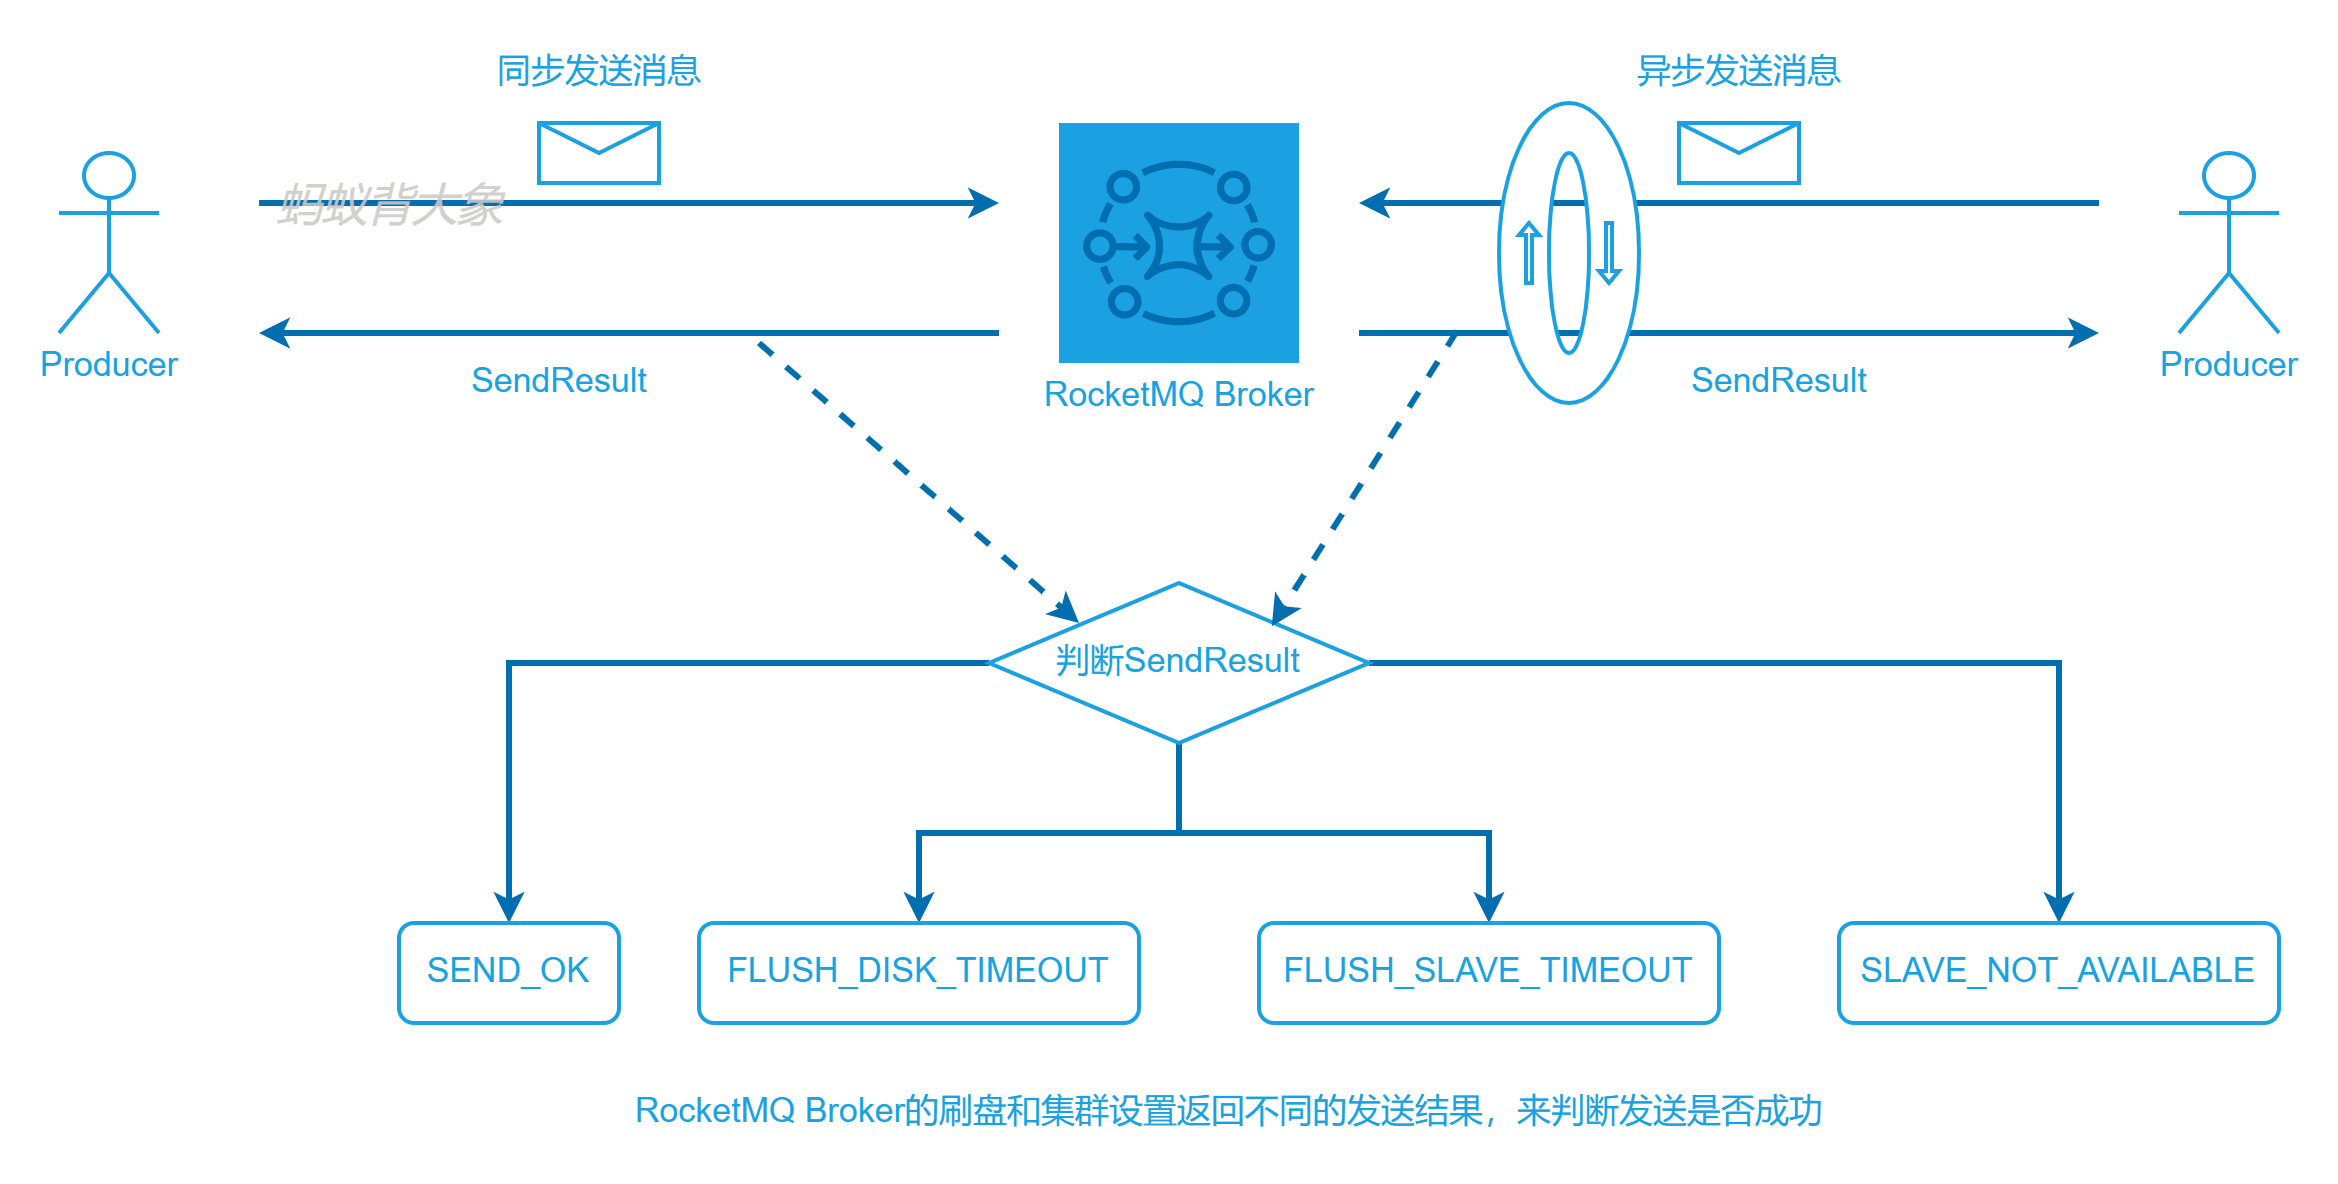 同步发送消息
异步发送消息
蚂蚁背大象
Producer
SendResult
RocketMQ Broker
SendResult
Producer
判断SendResult
SEND_OK
FLUSH_DISK_TIMEOUT
FLUSH_SLAVE_TIMEOUT
SLAVE_NOT_AVAILABLE
RocketMQ Broker的刷盘和集群设置返回不同的发送结果，来判断发送是否成功